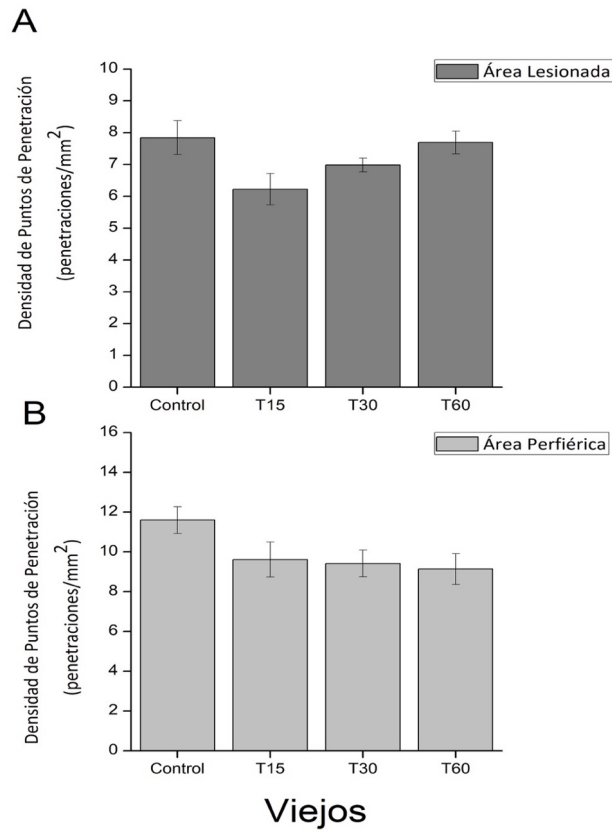 A
Área Lesionada
Densidad de Puntos de Penetración
(penetraciones/mm²)
10
9
8
7
6
5
4
3
2
1
0
Control T15 T30 T60
B
Área Perfiérica
Densidad de Puntos de Penetración
(penetraciones/mm²)
16
14
12
10
8
6
4
2
0
Control T15 T30 T60
Viejos